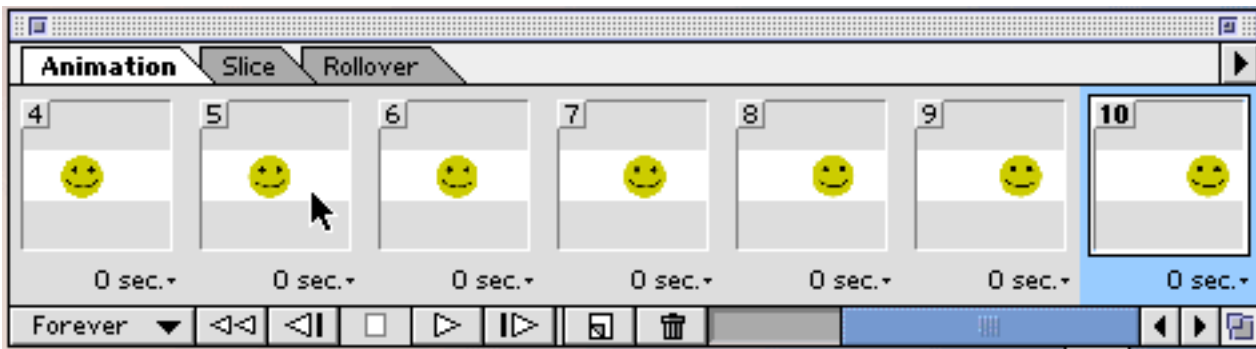 Animation Slice Rollover
4 5 6 7 8 9 10
0 sec. 0 sec. 0 sec. 0 sec. 0 sec. 0 sec. 0 sec.
Forever